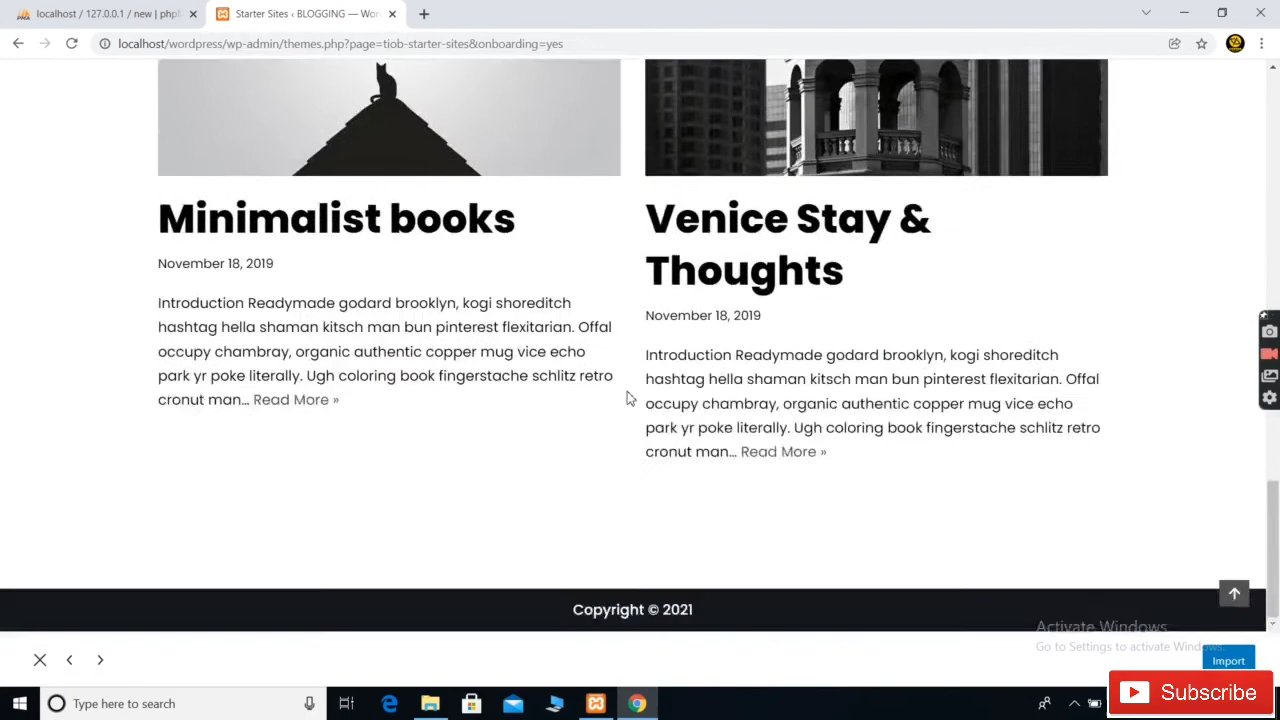 localhost / 127.0.0.1 / new | phpM
Starter Sites ‹ BLOGGING — Wor
localhost/wordpress/wp-admin/themes.php?page=tiob-starter-sites&onboarding=yes
Minimalist books
November 18, 2019
Introduction Readymade godard brooklyn, kogi shoreditch
hashtag hella shaman kitsch man bun pinterest flexitarian. Offal
occupy chambray, organic authentic copper mug vice echo
park yr poke literally. Ugh coloring book fingerstache schlitz retro
cronut man… Read More »
Venice Stay &
Thoughts
November 18, 2019
Introduction Readymade godard brooklyn, kogi shoreditch
hashtag hella shaman kitsch man bun pinterest flexitarian. Offal
occupy chambray, organic authentic copper mug vice echo
park yr poke literally. Ugh coloring book fingerstache schlitz retro
cronut man… Read More »
Copyright © 2021
Activate Windows
Go to Settings to activate Windows.
Import
Type here to search
Subscribe